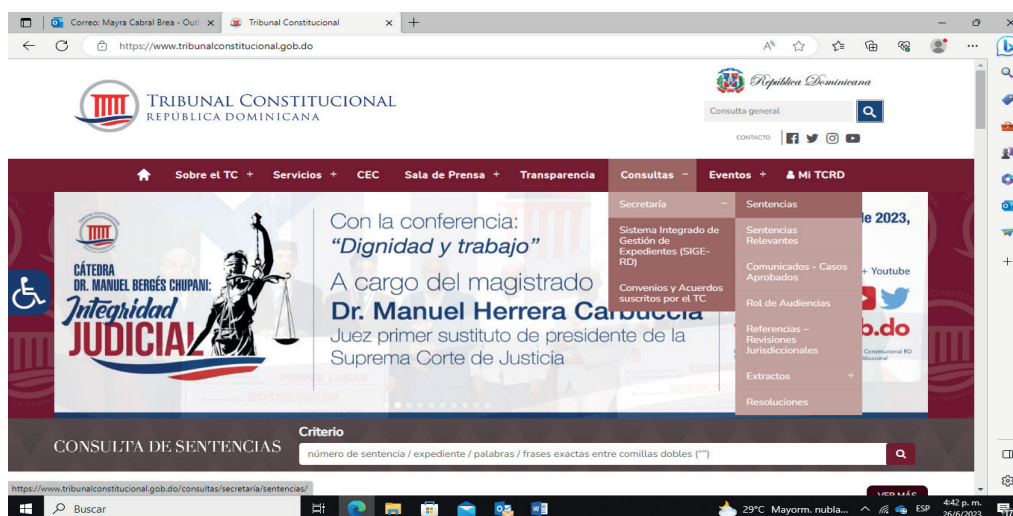 Correo: Mayra Cabral Brea - Outl
Tribunal Constitucional
https://www.tribunalconstitucional.gob.do
TRIBUNAL CONSTITUCIONAL
REPÚBLICA DOMINICANA
República Dominicana
Consulta general
CONTACTO
Sobre el TC + Servicios + CEC Sala de Prensa + Transparencia Consultas − Eventos + Mi TCRD
Secretaría −
Sistema Integrado de
Gestión de
Expedientes (SIGE-
RD)
Convenios y Acuerdos
suscritos por el TC
Sentencias
Sentencias
Relevantes
Comunicados - Casos
Aprobados
Rol de Audiencias
Referencias –
Revisiones
Jurisdiccionales
Extractos +
Resoluciones
CÁTEDRA
DR. MANUEL BERGÉS CHUPANI:
Integridad
JUDICIAL
Con la conferencia:
“Dignidad y trabajo”
A cargo del magistrado
Dr. Manuel Herrera Carbuccia
Juez primer sustituto de presidente de la
Suprema Corte de Justicia
de 2023,
Youtube
b.do
Constitucional RD
CONSULTA DE SENTENCIAS
Criterio
número de sentencia / expediente / palabras / frases exactas entre comillas dobles ("")
https://www.tribunalconstitucional.gob.do/consultas/secretaría/sentencias/
VER MÁS
Buscar
29°C Mayorm. nubla...
ESP
4:42 p. m.
26/6/2023